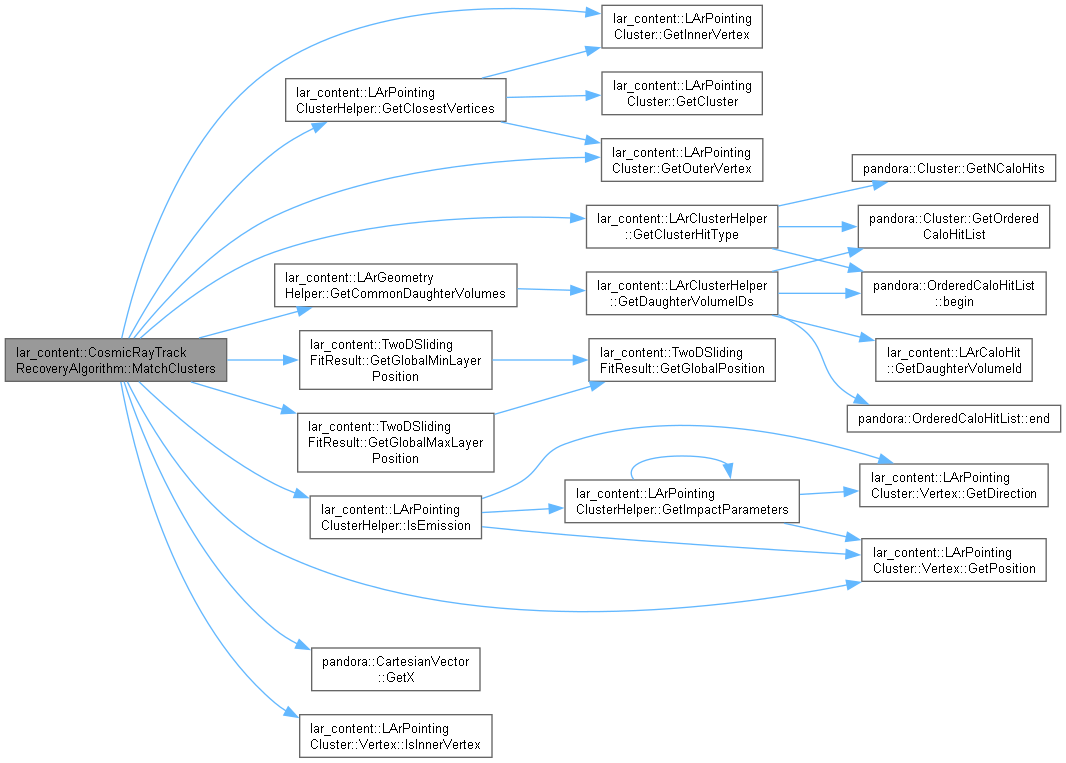 lar_content::LArPointing
Cluster::GetInnerVertex
lar_content::LArPointing
ClusterHelper::GetClosestVertices
lar_content::LArPointing
Cluster::GetCluster
lar_content::LArPointing
Cluster::GetOuterVertex
pandora::Cluster::GetNCaloHits
lar_content::LArClusterHelper
::GetClusterHitType
pandora::Cluster::GetOrdered
CaloHitList
lar_content::LArGeometry
Helper::GetCommonDaughterVolumes
lar_content::LArClusterHelper
::GetDaughterVolumeIDs
pandora::OrderedCaloHitList
::begin
lar_content::CosmicRayTrack
RecoveryAlgorithm::MatchClusters
lar_content::TwoDSliding
FitResult::GetGlobalMinLayer
Position
lar_content::TwoDSliding
FitResult::GetGlobalPosition
lar_content::LArCaloHit
::GetDaughterVolumeId
lar_content::TwoDSliding
FitResult::GetGlobalMaxLayer
Position
pandora::OrderedCaloHitList::end
lar_content::LArPointing
ClusterHelper::IsEmission
lar_content::LArPointing
ClusterHelper::GetImpactParameters
lar_content::LArPointing
Cluster::Vertex::GetDirection
lar_content::LArPointing
Cluster::Vertex::GetPosition
pandora::CartesianVector
::GetX
lar_content::LArPointing
Cluster::Vertex::IsInnerVertex